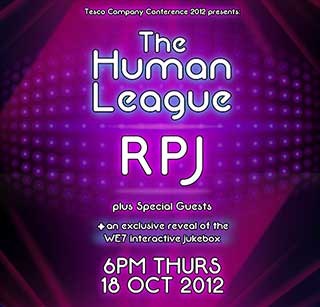 Tesco Company Conference 2012 presents:
The
Human
League
RPJ
plus Special Guests
+ an exclusive reveal of the
WE7 interactive jukebox
6PM THURS
18 OCT 2012